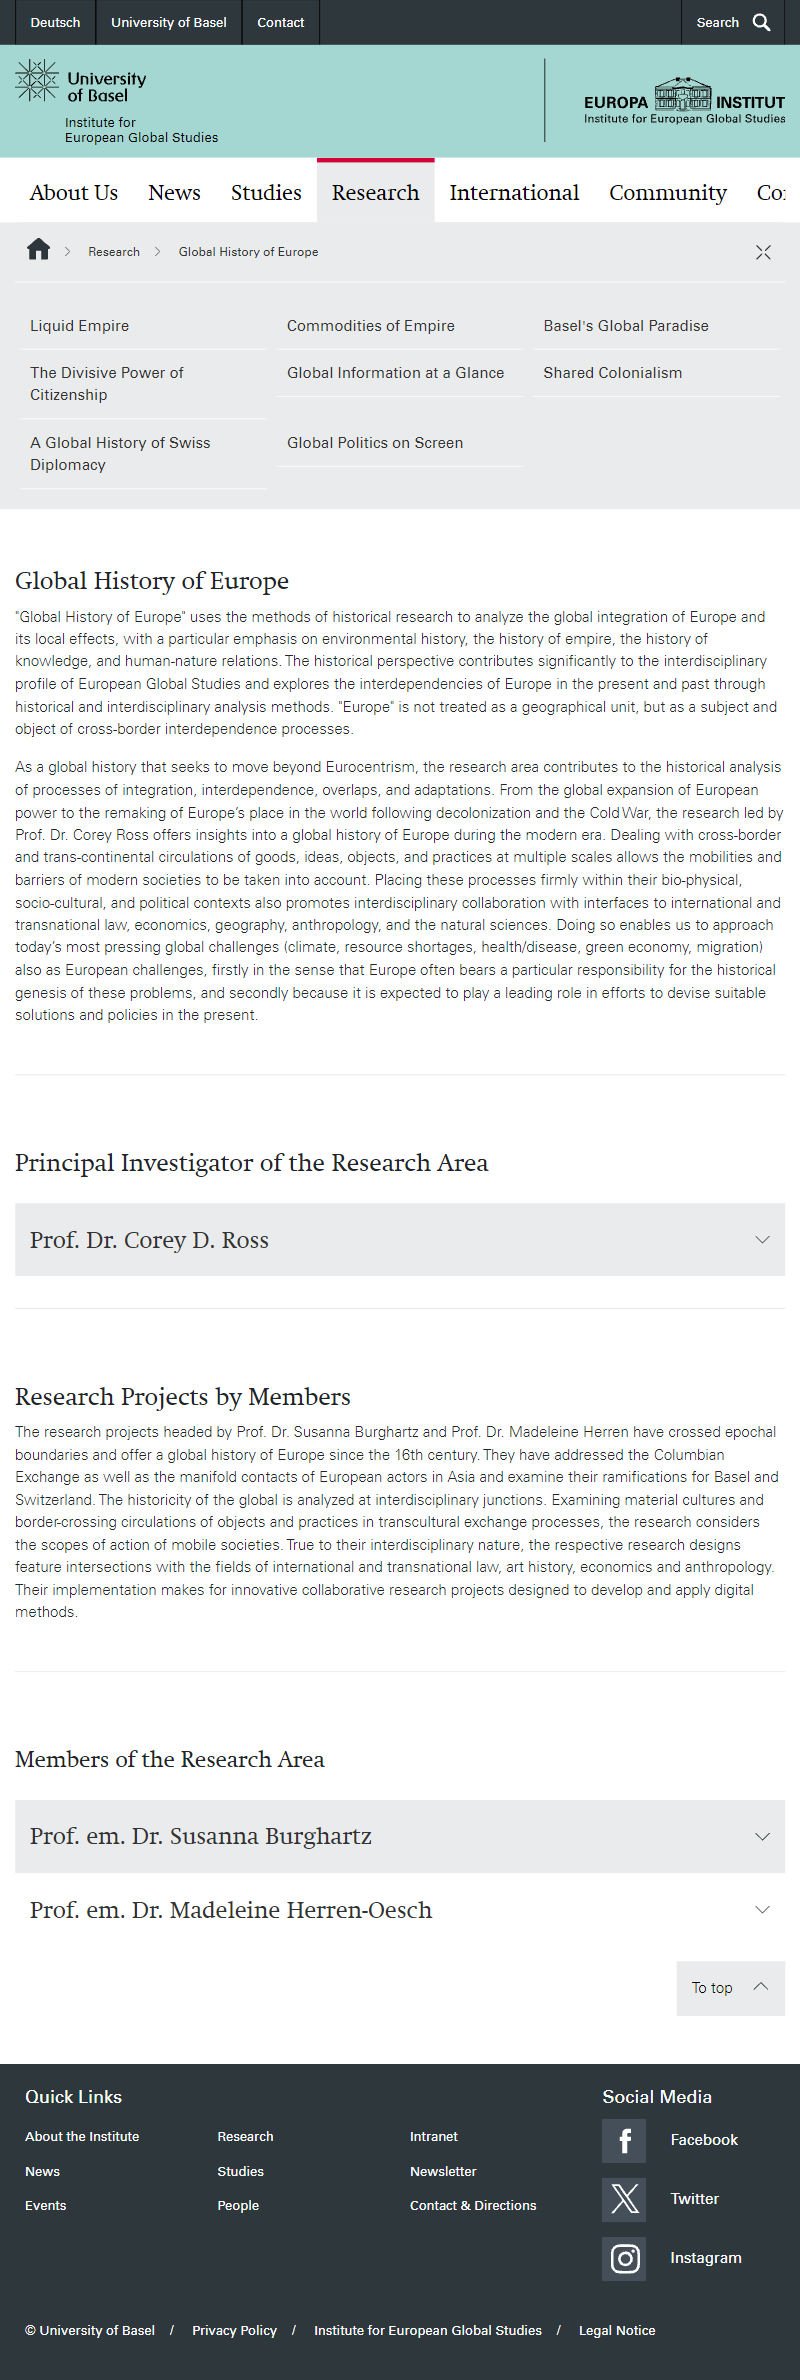 Deutsch
University of Basel
Contact
Search
University
of Basel
Institute for
European Global Studies
EUROPA INSTITUT
Institute for European Global Studies
About Us
News
Studies
Research
International
Community
Research
Global History of Europe
Liquid Empire
Commodities of Empire
Basel's Global Paradise
The Divisive Power of
Citizenship
Global Information at a Glance
Shared Colonialism
A Global History of Swiss
Diplomacy
Global Politics on Screen
Global History of Europe
"Global History of Europe" uses the methods of historical research to analyze the global integration of Europe and
its local effects, with a particular emphasis on environmental history, the history of empire, the history of
knowledge, and human-nature relations. The historical perspective contributes significantly to the interdisciplinary
profile of European Global Studies and explores the interdependencies of Europe in the present and past through
historical and interdisciplinary analysis methods. "Europe" is not treated as a geographical unit, but as a subject and
object of cross-border interdependence processes.
As a global history that seeks to move beyond Eurocentrism, the research area contributes to the historical analysis
of processes of integration, interdependence, overlaps, and adaptations. From the global expansion of European
power to the remaking of Europe's place in the world following decolonization and the Cold War, the research led by
Prof. Dr. Corey Ross offers insights into a global history of Europe during the modern era. Dealing with cross-border
and trans-continental circulations of goods, ideas, objects, and practices at multiple scales allows the mobilities and
barriers of modern societies to be taken into account. Placing these processes firmly within their bio-physical,
socio-cultural, and political contexts also promotes interdisciplinary collaboration with interfaces to international and
transnational law, economics, geography, anthropology, and the natural sciences. Doing so enables us to approach
today's most pressing global challenges (climate, resource shortages, health/disease, green economy, migration)
also as European challenges, firstly in the sense that Europe often bears a particular responsibility for the historical
genesis of these problems, and secondly because it is expected to play a leading role in efforts to devise suitable
solutions and policies in the present.
Principal Investigator of the Research Area
Prof. Dr. Corey D. Ross
Research Projects by Members
The research projects headed by Prof. Dr. Susanna Burghartz and Prof. Dr. Madeleine Herren have crossed epochal
boundaries and offer a global history of Europe since the 16th century. They have addressed the Columbian
Exchange as well as the manifold contacts of European actors in Asia and examine their ramifications for Basel and
Switzerland. The historicity of the global is analyzed at interdisciplinary junctions. Examining material cultures and
border-crossing circulations of objects and practices in transcultural exchange processes, the research considers
the scopes of action of mobile societies. True to their interdisciplinary nature, the respective research designs
feature intersections with the fields of international and transnational law, art history, economics and anthropology.
Their implementation makes for innovative collaborative research projects designed to develop and apply digital
methods.
Members of the Research Area
Prof. em. Dr. Susanna Burghartz
Prof. em. Dr. Madeleine Herren-Oesch
To top
Quick Links
About the Institute
News
Events
Research
Studies
People
Intranet
Newsletter
Contact & Directions
Social Media
Facebook
Twitter
Instagram
© University of Basel / Privacy Policy / Institute for European Global Studies / Legal Notice